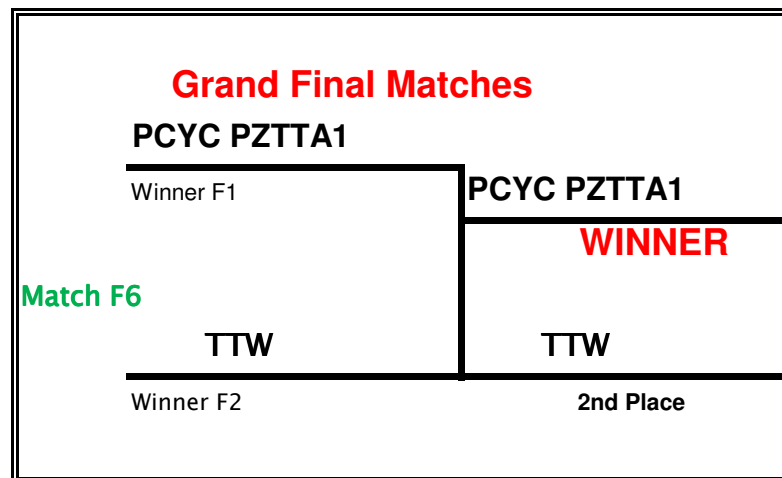 Grand Final Matches
PCYC PZTTA1
Winner F1
PCYC PZTTA1
WINNER
Match F6
TTW
TTW
Winner F2
2nd Place